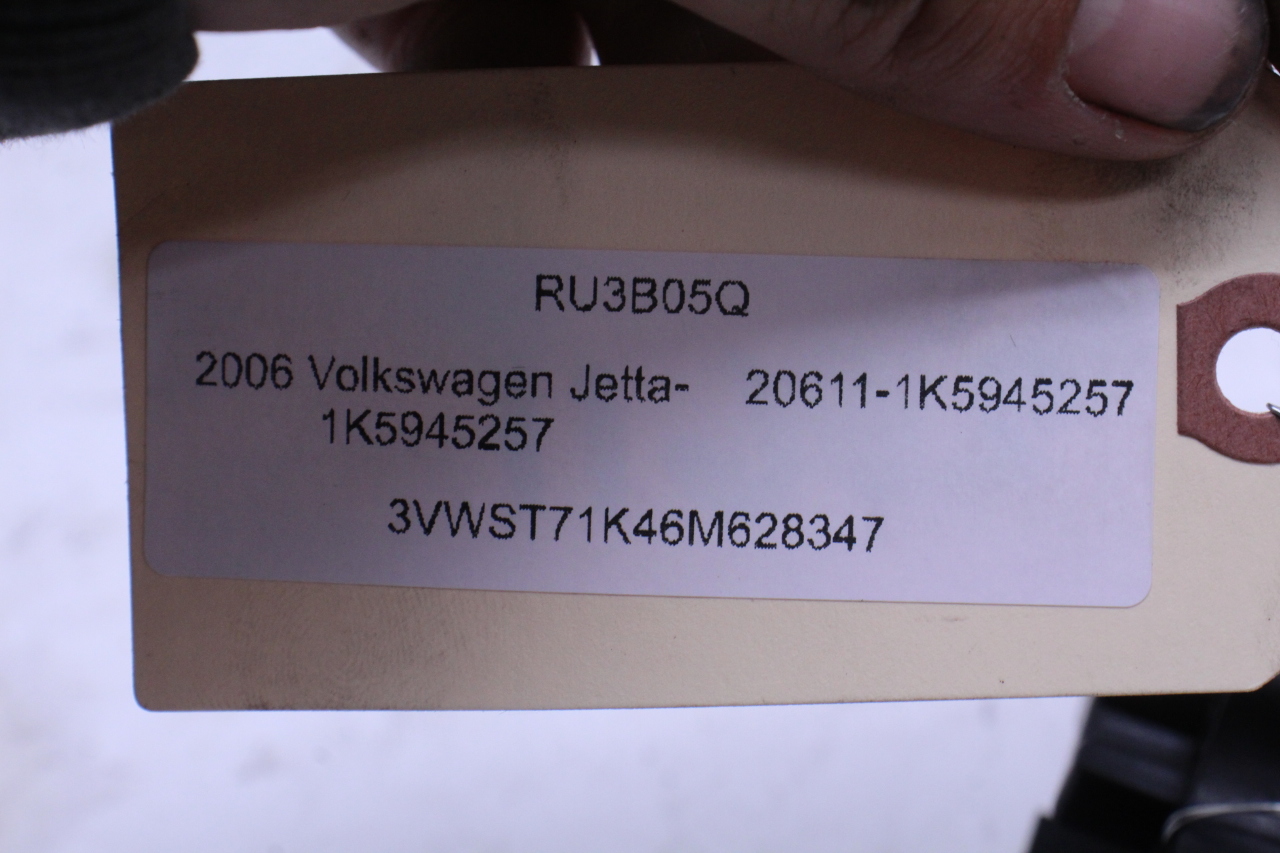 RU3B05Q
2006 Volkswagen Jetta- 20611-1K5945257
1K5945257
3VWST71K46M628347